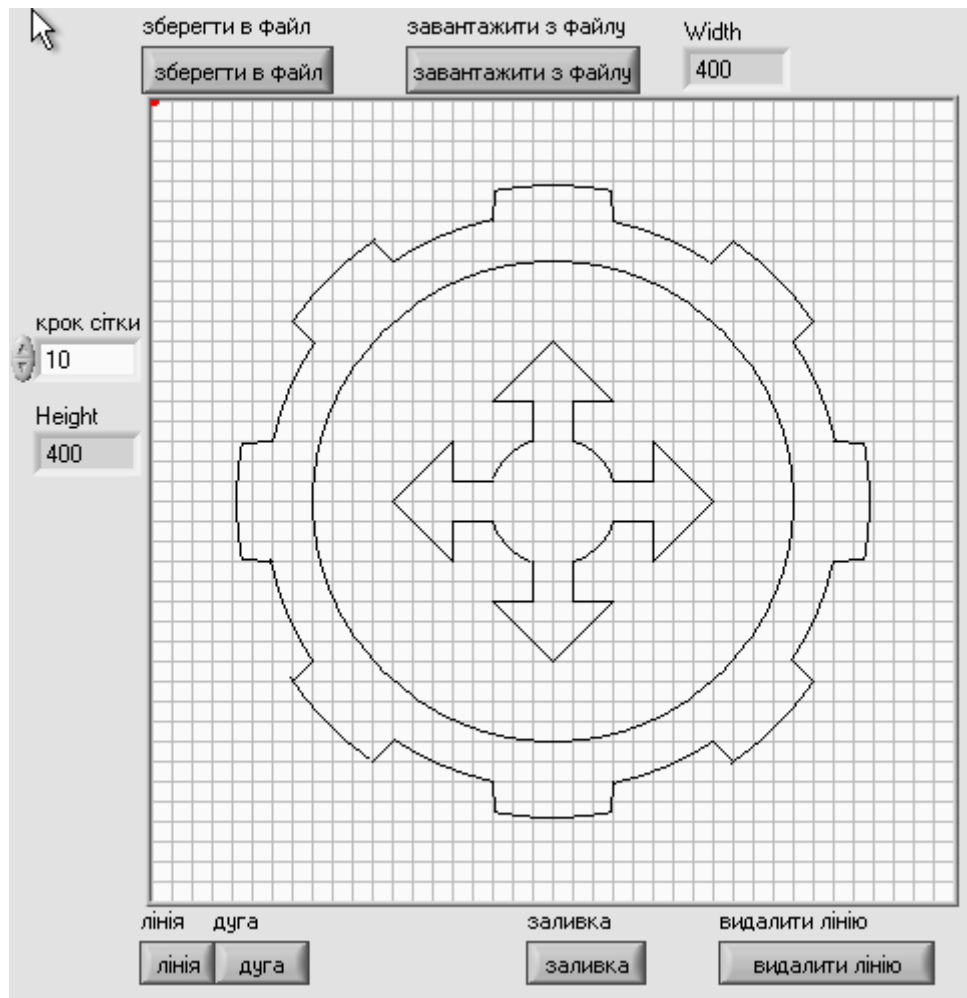 зберегти в файл завантажити з файлу Width
зберегти в файл завантажити з файлу 400
крок сітки
10
Height
400
лінія дуга заливка видалити лінію
лінія дуга заливка видалити лінію